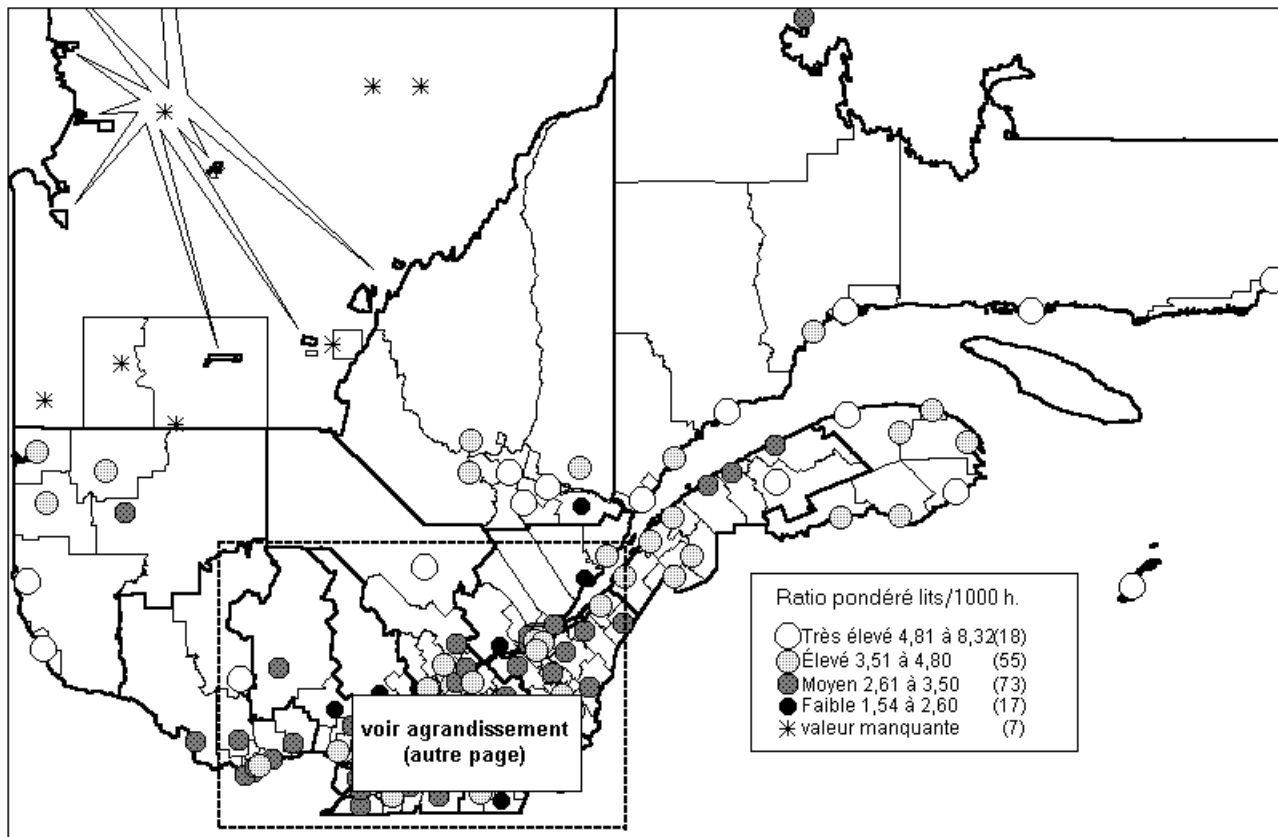 voir agrandissement
(autre page)
Ratio pondéré lits/1000 h.
Très élevé 4,81 à 8,32(18)
Élevé 3,51 à 4,80 (55)
Moyen 2,61 à 3,50 (73)
Faible 1,54 à 2,60 (17)
valeur manquante (7)